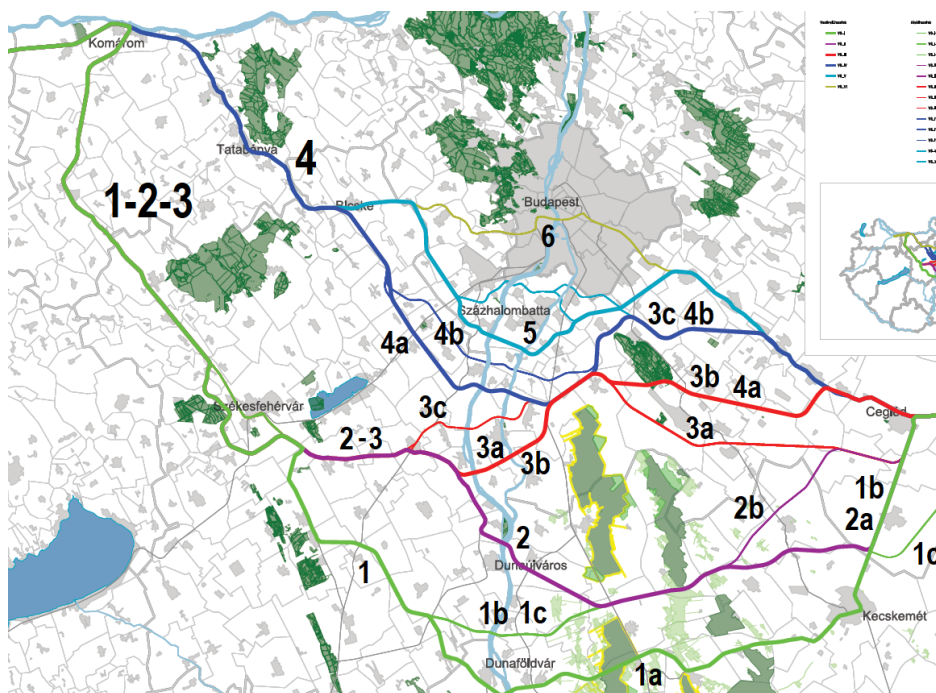 Komárom
Tatabánya
4
1-2-3
Bicske
Budapest
6
Százhalombatta
3c 4b
5
4b
4a
3b
4a
Székesfehérvár
3c
Cegléd
2 -3
3a
3a
3b
1b
2b
2a
2
1
Dunaújváros
1c
1b 1c
Kecskemét
Dunaföldvár
1a